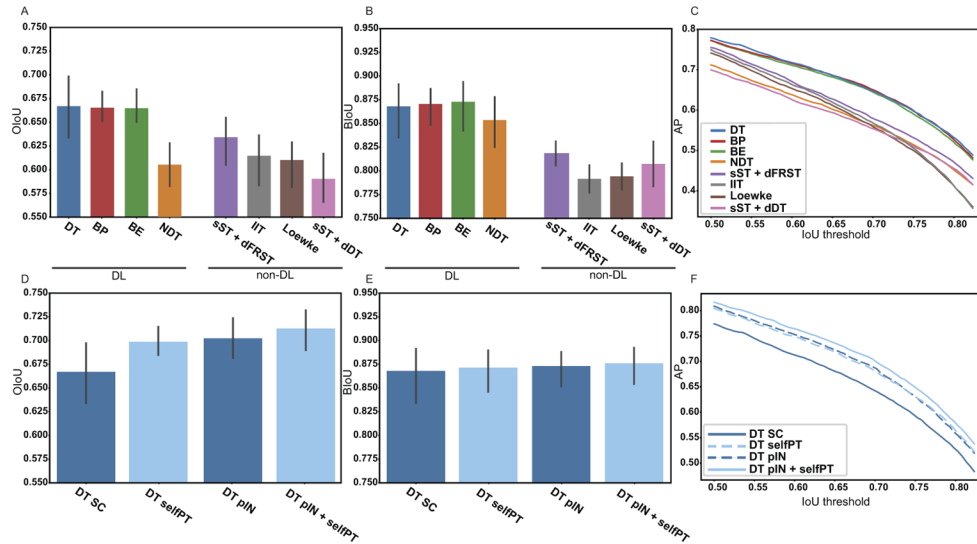 A
0.750
0.725
0.700
0.675
0.650
0.625
0.600
0.575
0.550
OIoU
DT
BP
BE
NDT
sST + dFRST
IIT
Loewke
sST + dDT
DL
non-DL
B
0.950
0.925
0.900
0.875
0.850
0.825
0.800
0.775
0.750
BIoU
DT
BP
BE
NDT
sST + dFRST
IIT
Loewke
sST + dDT
DL
non-DL
C
0.8
0.7
0.6
0.5
0.4
AP
DT
BP
BE
NDT
sST + dFRST
IIT
Loewke
sST + dDT
0.50 0.55 0.60 0.65 0.70 0.75 0.80
IoU threshold
D
0.750
0.725
0.700
0.675
0.650
0.625
0.600
0.575
0.550
OIoU
DT SC
DT selfPT
DT pIN
DT pIN + selfPT
E
0.950
0.925
0.900
0.875
0.850
0.825
0.800
0.775
0.750
BIoU
DT SC
DT selfPT
DT pIN
DT pIN + selfPT
F
0.80
0.75
0.70
0.65
0.60
0.55
0.50
AP
DT SC
DT selfPT
DT pIN
DT pIN + selfPT
0.50 0.55 0.60 0.65 0.70 0.75 0.80
IoU threshold